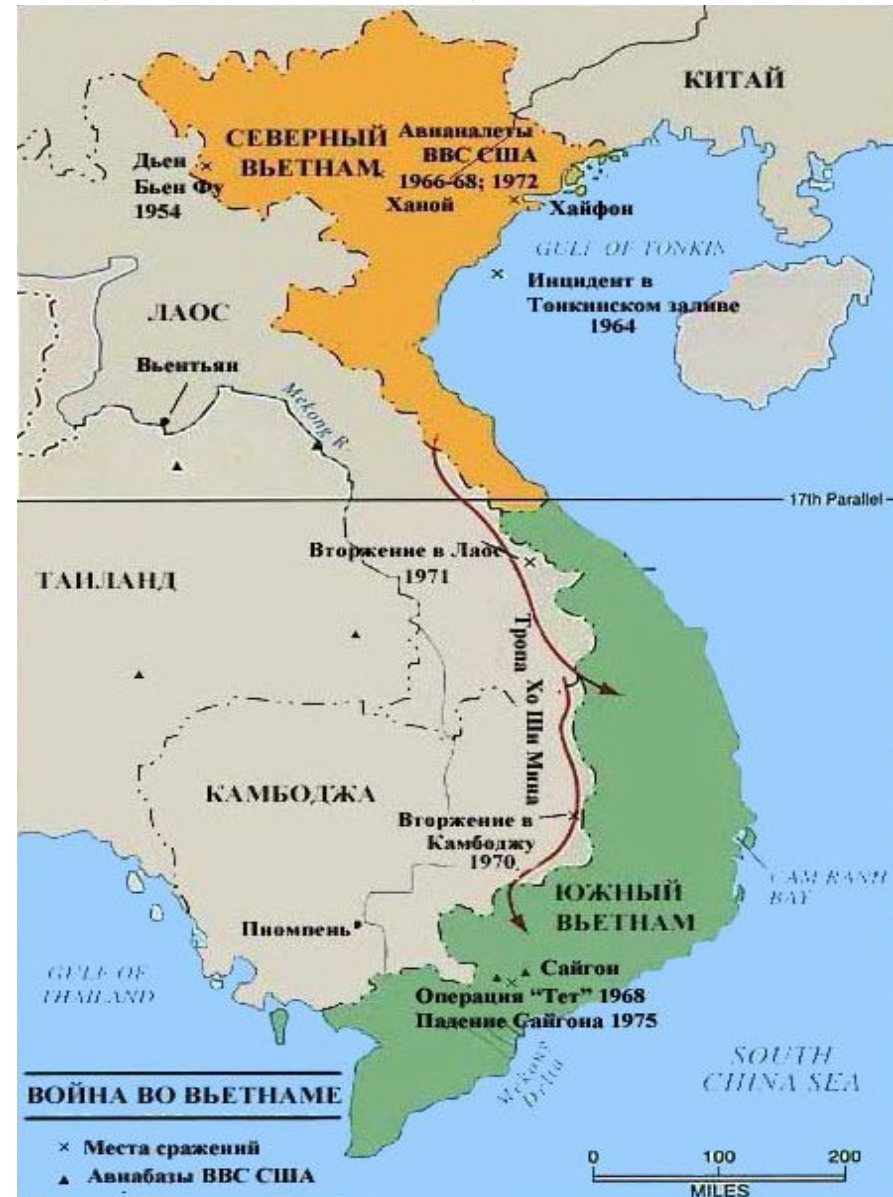 КИТАЙ
СЕВЕРНЫЙ
ВЬЕТНАМ
Авианалеты
ВВС США
1966-68; 1972
Дьен
Бьен Фу
1954
Ханой
Хайфон
GULF OF TONKIN
Инцидент в
Тонкинском заливе
1964
ЛАОС
Вьентьян
Mekong R.
17th Parallel
Вторжение в Лаос
1971
ТАИЛАНД
Тропа Хо Ши Мина
КАМБОДЖА
Вторжение в
Камбоджу
1970
CAM RANH
BAY
ЮЖНЫЙ
ВЬЕТНАМ
Пномпень
Сайгон
GULF OF
THAILAND
Операция “Тет” 1968
Падение Сайгона 1975
Mekong
Delta
SOUTH
CHINA SEA
ВОЙНА ВО ВЬЕТНАМЕ
× Места сражений
▲ Авиабазы ВВС США
0 100 200
MILES